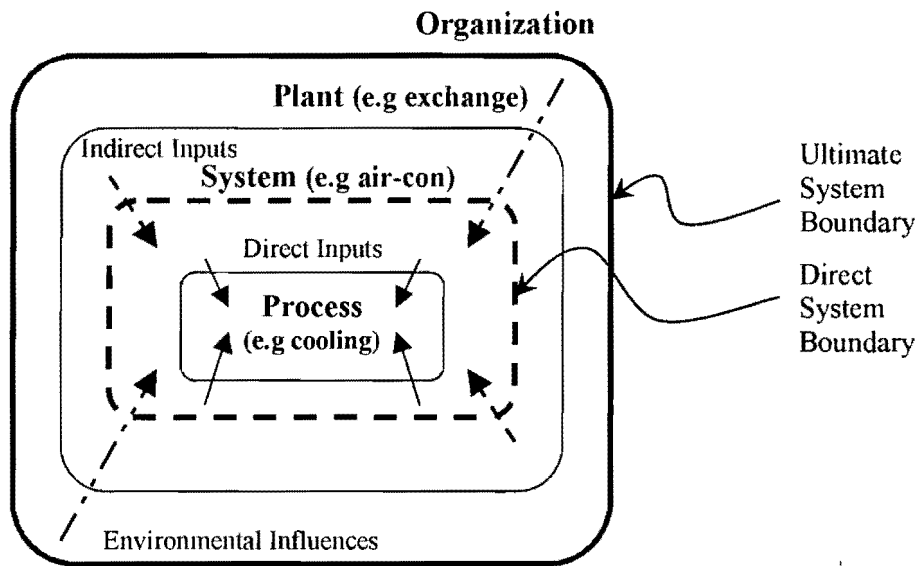 Organization
Plant (e.g exchange)
Indirect Inputs
System (e.g air-con)
Direct Inputs
Process
(e.g cooling)
Environmental Influences
Ultimate
System
Boundary
Direct
System
Boundary